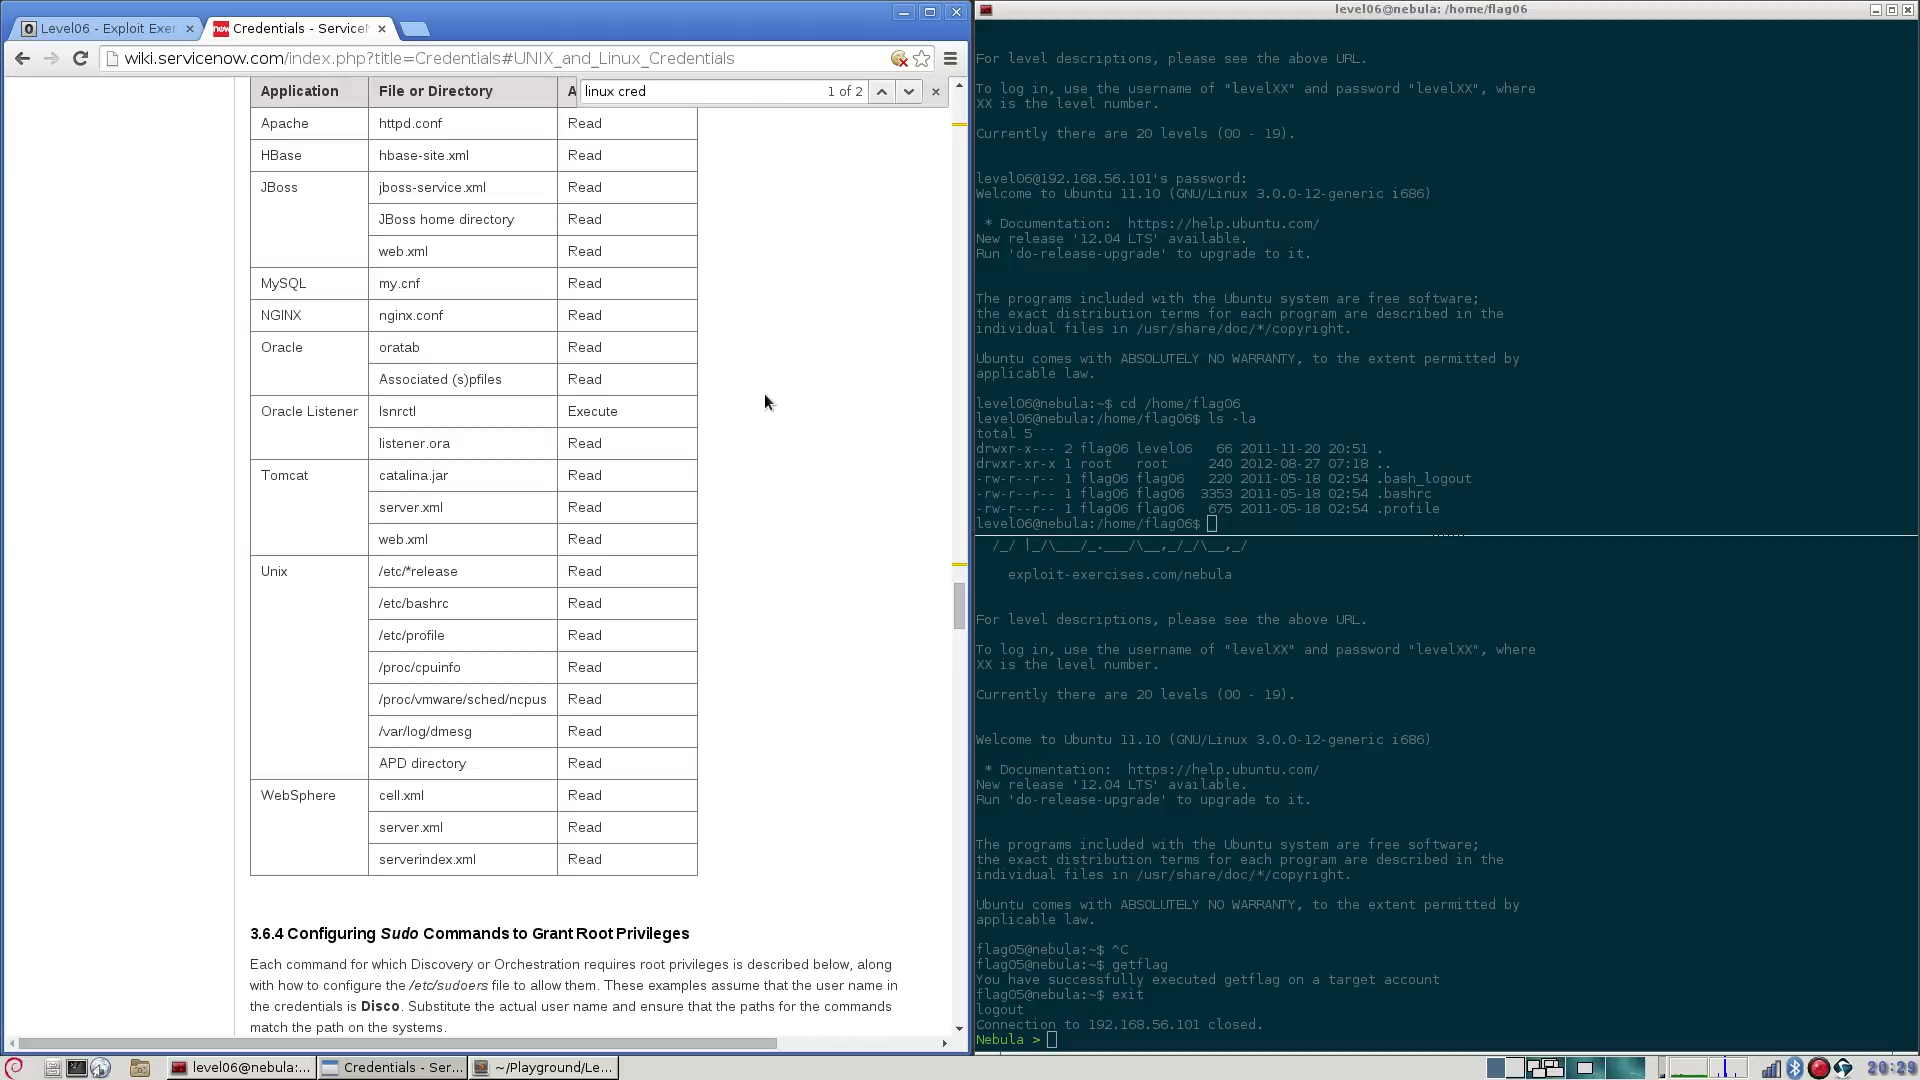 Level06 - Exploit Exer
Credentials - Service
wiki.servicenow.com/index.php?title=Credentials#UNIX_and_Linux_Credentials
linux cred 1 of 2
Application File or Directory A
Apache httpd.conf Read
HBase hbase-site.xml Read
JBoss jboss-service.xml Read
JBoss home directory Read
web.xml Read
MySQL my.cnf Read
NGINX nginx.conf Read
Oracle oratab Read
Associated (s)pfiles Read
Oracle Listener lsnrctl Execute
listener.ora Read
Tomcat catalina.jar Read
server.xml Read
web.xml Read
Unix /etc/*release Read
/etc/bashrc Read
/etc/profile Read
/proc/cpuinfo Read
/proc/vmware/sched/ncpus Read
/var/log/dmesg Read
APD directory Read
WebSphere cell.xml Read
server.xml Read
serverindex.xml Read
3.6.4 Configuring Sudo Commands to Grant Root Privileges
Each command for which Discovery or Orchestration requires root privileges is described below, along
with how to configure the /etc/sudoers file to allow them. These examples assume that the user name in
the credentials is Disco. Substitute the actual user name and ensure that the paths for the commands
match the path on the systems.
level06@nebula: /home/flag06
For level descriptions, please see the above URL.
To log in, use the username of "levelXX" and password "levelXX", where
XX is the level number.
Currently there are 20 levels (00 - 19).
level06@192.168.56.101's password:
Welcome to Ubuntu 11.10 (GNU/Linux 3.0.0-12-generic i686)
* Documentation:  https://help.ubuntu.com/
New release '12.04 LTS' available.
Run 'do-release-upgrade' to upgrade to it.
The programs included with the Ubuntu system are free software;
the exact distribution terms for each program are described in the
individual files in /usr/share/doc/*/copyright.
Ubuntu comes with ABSOLUTELY NO WARRANTY, to the extent permitted by
applicable law.
level06@nebula:~$ cd /home/flag06
level06@nebula:/home/flag06$ ls -la
total 5
drwxr-x--- 2 flag06 level06   66 2011-11-20 20:51 .
drwxr-xr-x 1 root   root     240 2012-08-27 07:18 ..
-rw-r--r-- 1 flag06 flag06   220 2011-05-18 02:54 .bash_logout
-rw-r--r-- 1 flag06 flag06  3353 2011-05-18 02:54 .bashrc
-rw-r--r-- 1 flag06 flag06   675 2011-05-18 02:54 .profile
level06@nebula:/home/flag06$
/_/ |_/\___/_.___/\__,_/_/\__,_/
exploit-exercises.com/nebula
For level descriptions, please see the above URL.
To log in, use the username of "levelXX" and password "levelXX", where
XX is the level number.
Currently there are 20 levels (00 - 19).
Welcome to Ubuntu 11.10 (GNU/Linux 3.0.0-12-generic i686)
* Documentation:  https://help.ubuntu.com/
New release '12.04 LTS' available.
Run 'do-release-upgrade' to upgrade to it.
The programs included with the Ubuntu system are free software;
the exact distribution terms for each program are described in the
individual files in /usr/share/doc/*/copyright.
Ubuntu comes with ABSOLUTELY NO WARRANTY, to the extent permitted by
applicable law.
flag05@nebula:~$ ^C
flag05@nebula:~$ getflag
You have successfully executed getflag on a target account
flag05@nebula:~$ exit
logout
Connection to 192.168.56.101 closed.
Nebula >
level06@nebula:... Credentials - Ser... ~/Playground/Le... 20:29